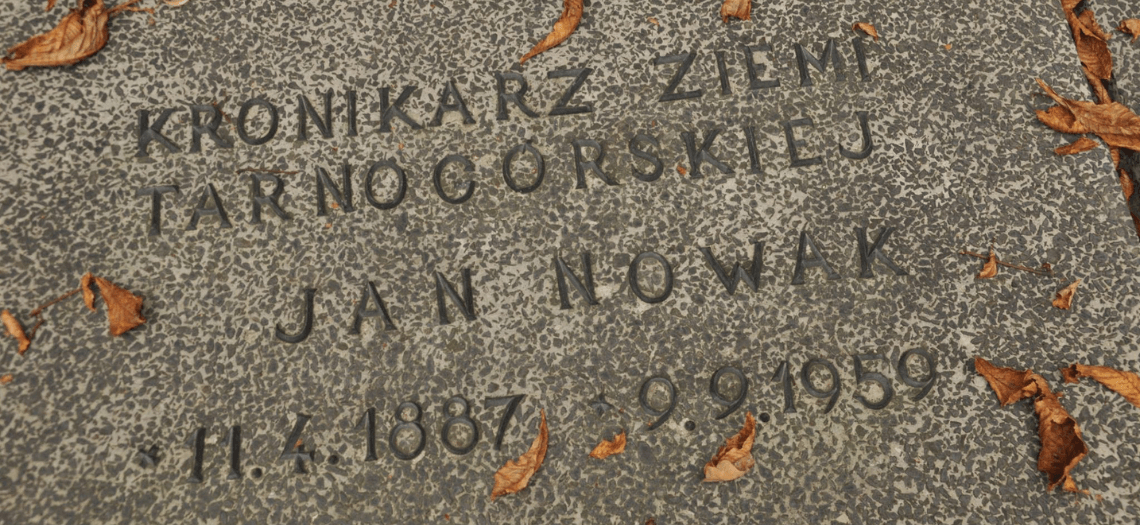 KRONIKARZ ZIEMI
TARNOGÓRSKIEJ
JAN NOWAK
* 11.4.1887 + 9.9.1959